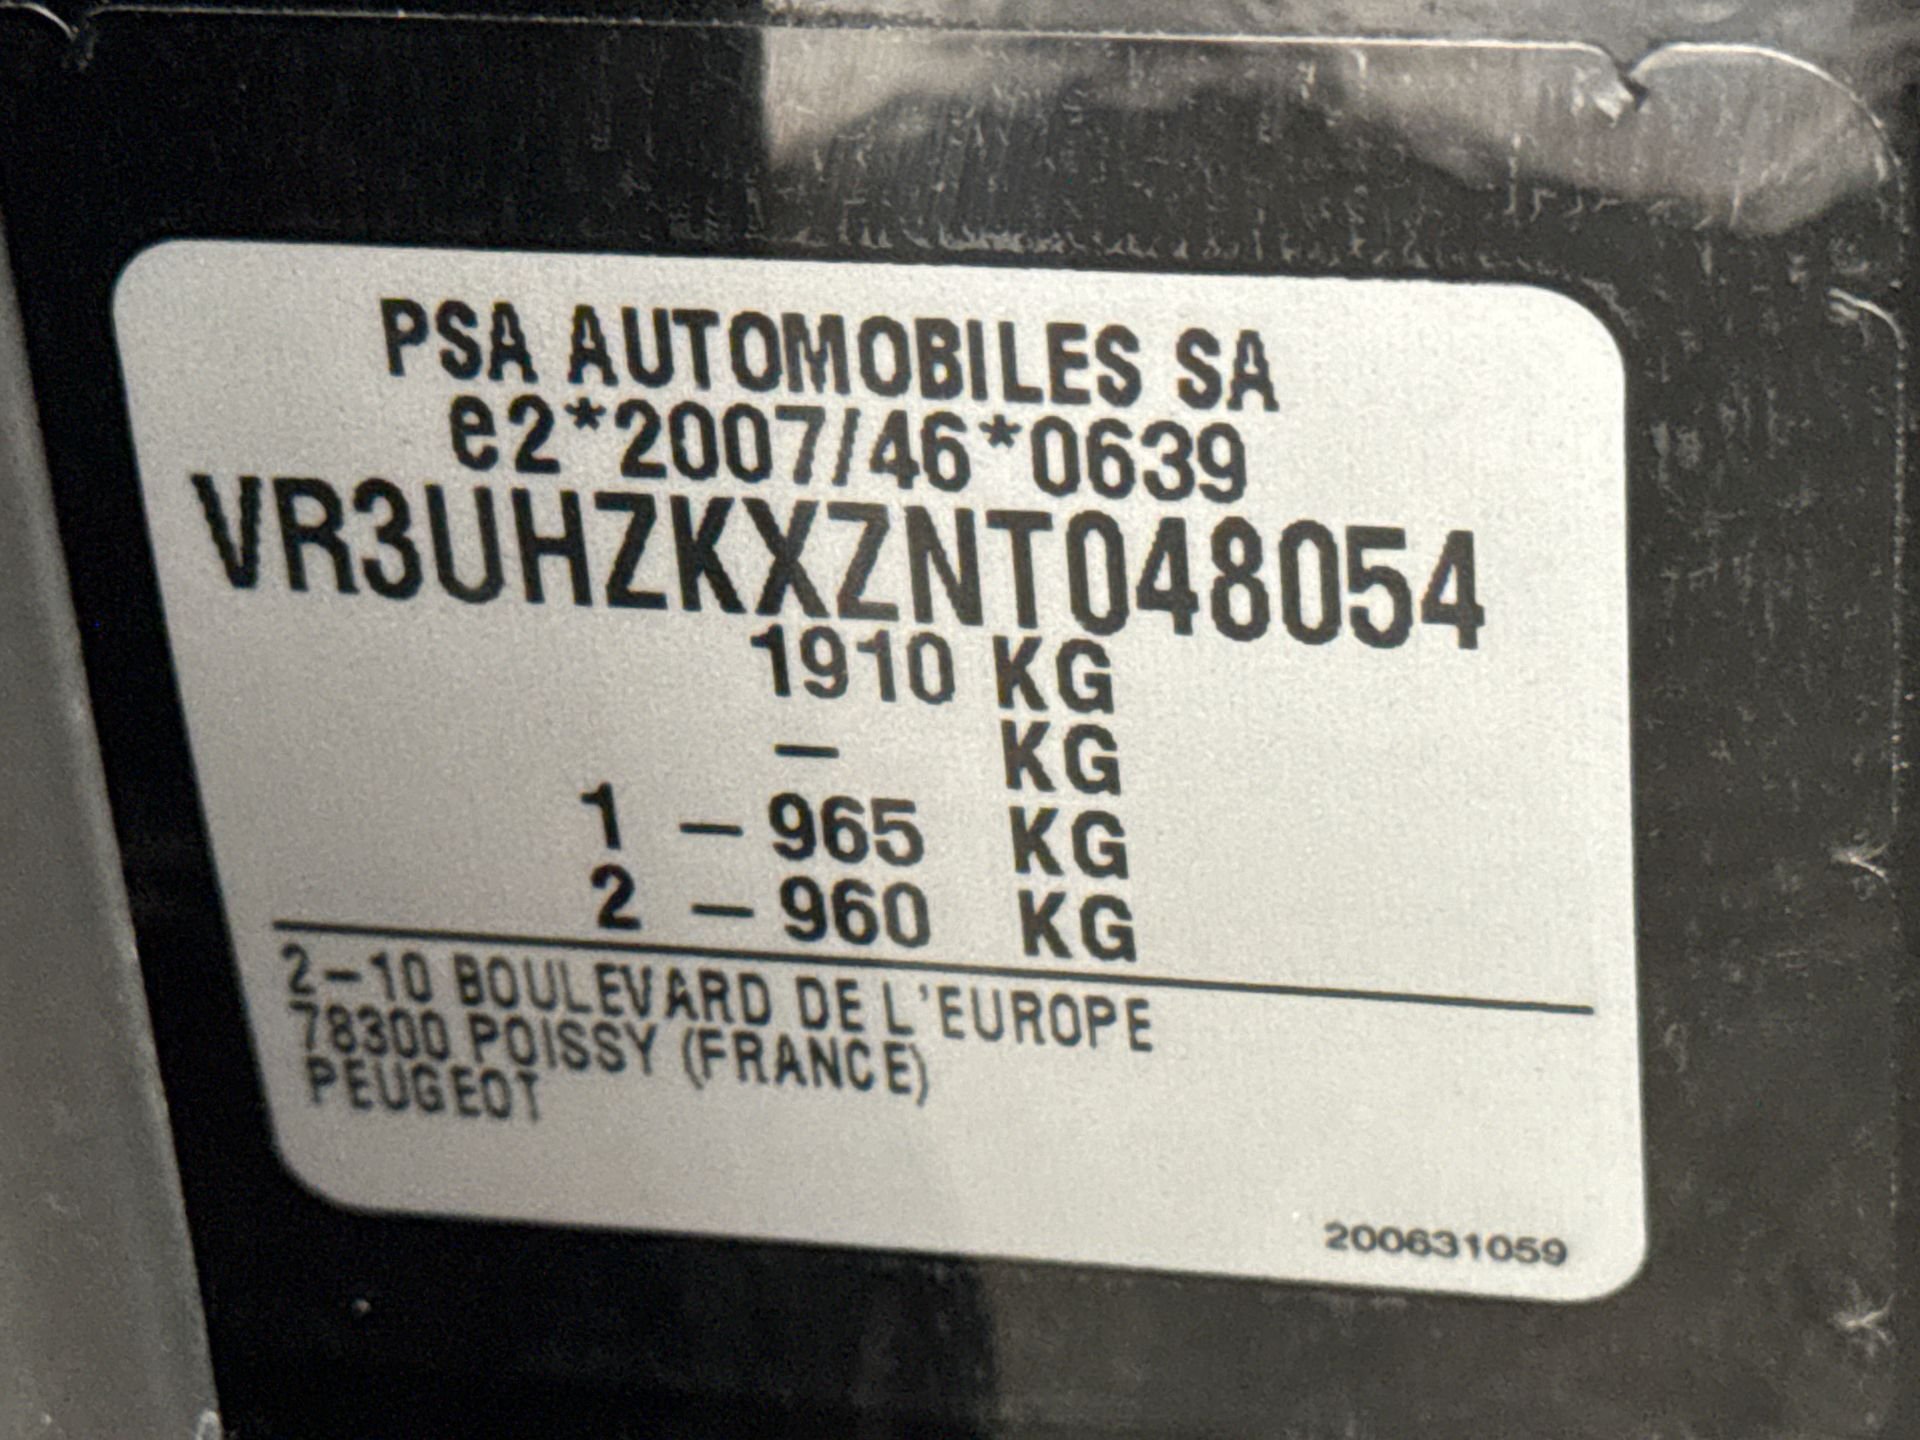 PSA AUTOMOBILES SA
e2*2007/46*0639
VR3UHZKXZNT048054
1910 KG
- KG
1 - 965 KG
2 - 960 KG
2-10 BOULEVARD DE L'EUROPE
78300 POISSY (FRANCE)
PEUGEOT
200631059